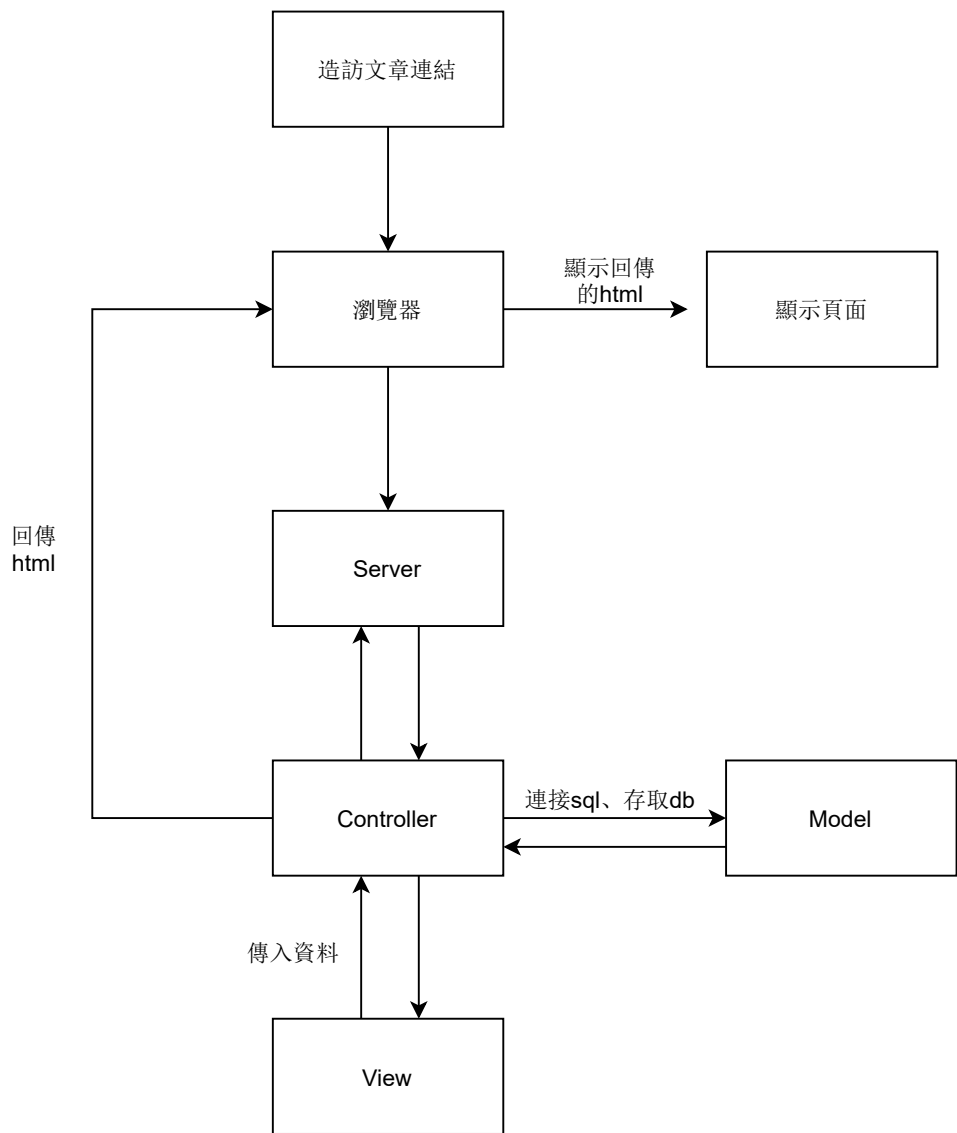 造訪文章連結
瀏覽器
顯示回傳
的html
顯示頁面
回傳
html
Server
Controller
連接sql、存取db
Model
傳入資料
View